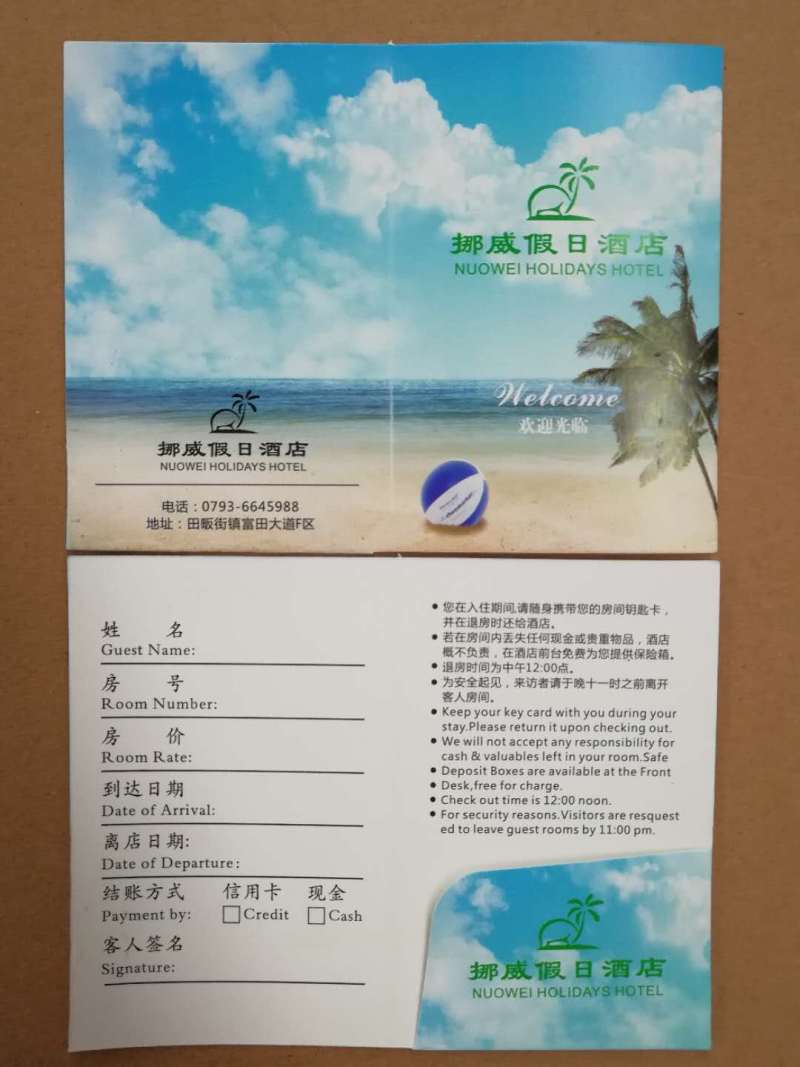 挪威假日酒店
NUOWEI HOLIDAYS HOTEL
Welcome
欢迎光临
挪威假日酒店
NUOWEI HOLIDAYS HOTEL
电话：0793-6645988
地址：田畈街镇富田大道F区
姓 名
Guest Name:
房 号
Room Number:
房 价
Room Rate:
到达日期
Date of Arrival:
离店日期:
Date of Departure:
结账方式 信用卡 现金
Payment by: Credit Cash
客人签名
Signature:
●您在入住期间,请随身携带您的房间钥匙卡，
并在退房时还给酒店。
●若在房间内丢失任何现金或贵重物品，酒店
概不负责，在酒店前台免费为您提供保险箱。
●退房时间为中午12:00点。
●为安全起见，来访者请于晚十一时之前离开
客人房间。
●Keep your key card with you during your
stay.Please return it upon checking out.
●We will not accept any responsibility for
cash & valuables left in your room.Safe
●Deposit Boxes are available at the Front
●Desk,free for charge.
●Check out time is 12:00 noon.
●For security reasons.Visitors are resquest
ed to leave guest rooms by 11:00 pm.
挪威假日酒店
NUOWEI HOLIDAYS HOTEL